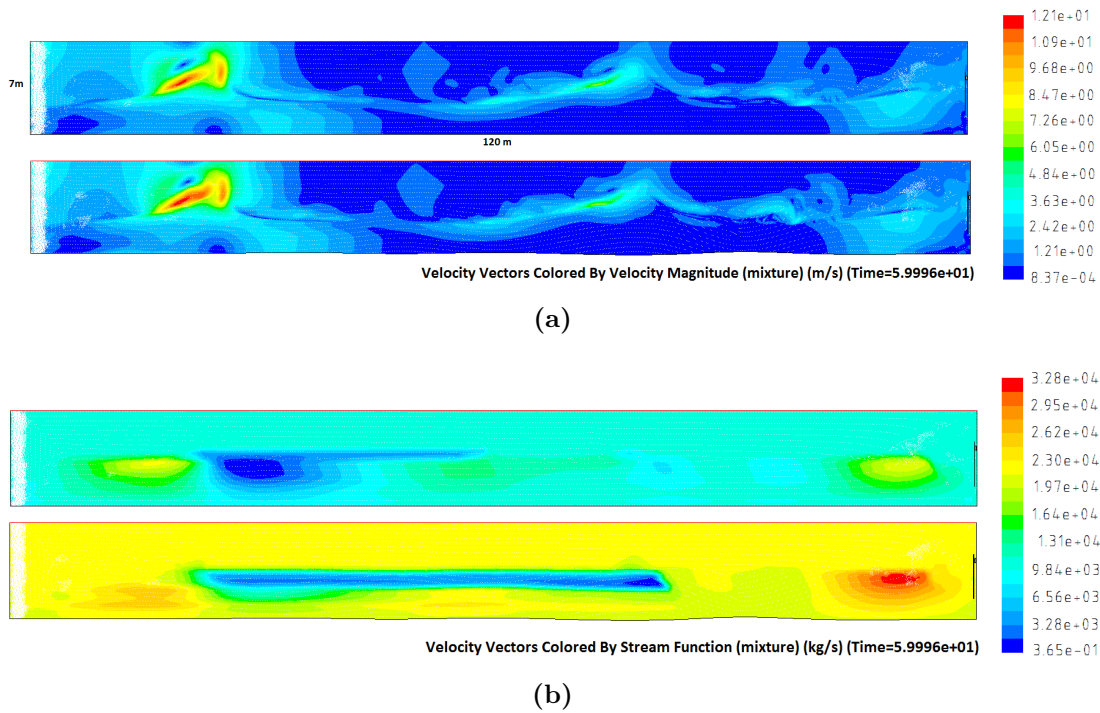 1.21e+01
1.09e+01
9.68e+00
8.47e+00
7.26e+00
6.05e+00
4.84e+00
3.63e+00
2.42e+00
1.21e+00
8.37e-04
7m
120 m
Velocity Vectors Colored By Velocity Magnitude (mixture) (m/s) (Time=5.9996e+01)
(a)
3.28e+04
2.95e+04
2.62e+04
2.30e+04
1.97e+04
1.64e+04
1.31e+04
9.84e+03
6.56e+03
3.28e+03
3.65e-01
Velocity Vectors Colored By Stream Function (mixture) (kg/s) (Time=5.9996e+01)
(b)